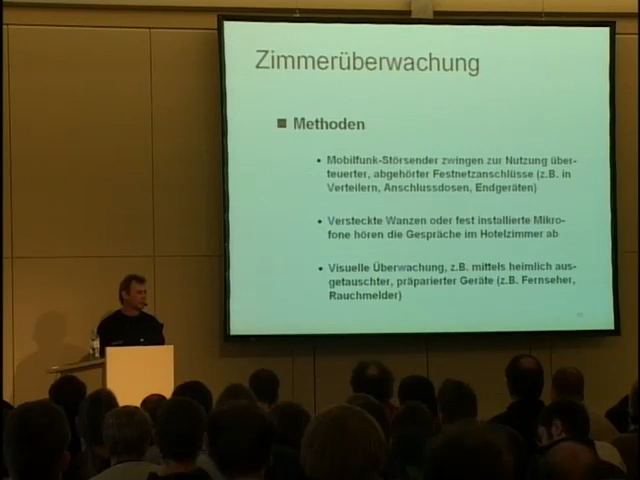 Zimmerüberwachung
■ Methoden
• Mobilfunk-Störsender zwingen zur Nutzung über-
teuerter, abgehörter Festnetzanschlüsse (z.B. in
Verteilern, Anschlussdosen, Endgeräten)
• Versteckte Wanzen oder fest installierte Mikro-
fone hören die Gespräche im Hotelzimmer ab
• Visuelle Überwachung, z.B. mittels heimlich aus-
getauschter, präparierter Geräte (z.B. Fernseher,
Rauchmelder)